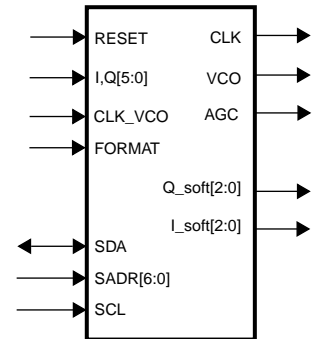 RESET
CLK
I,Q[5:0]
VCO
CLK_VCO
AGC
FORMAT
Q_soft[2:0]
I_soft[2:0]
SDA
SADR[6:0]
SCL